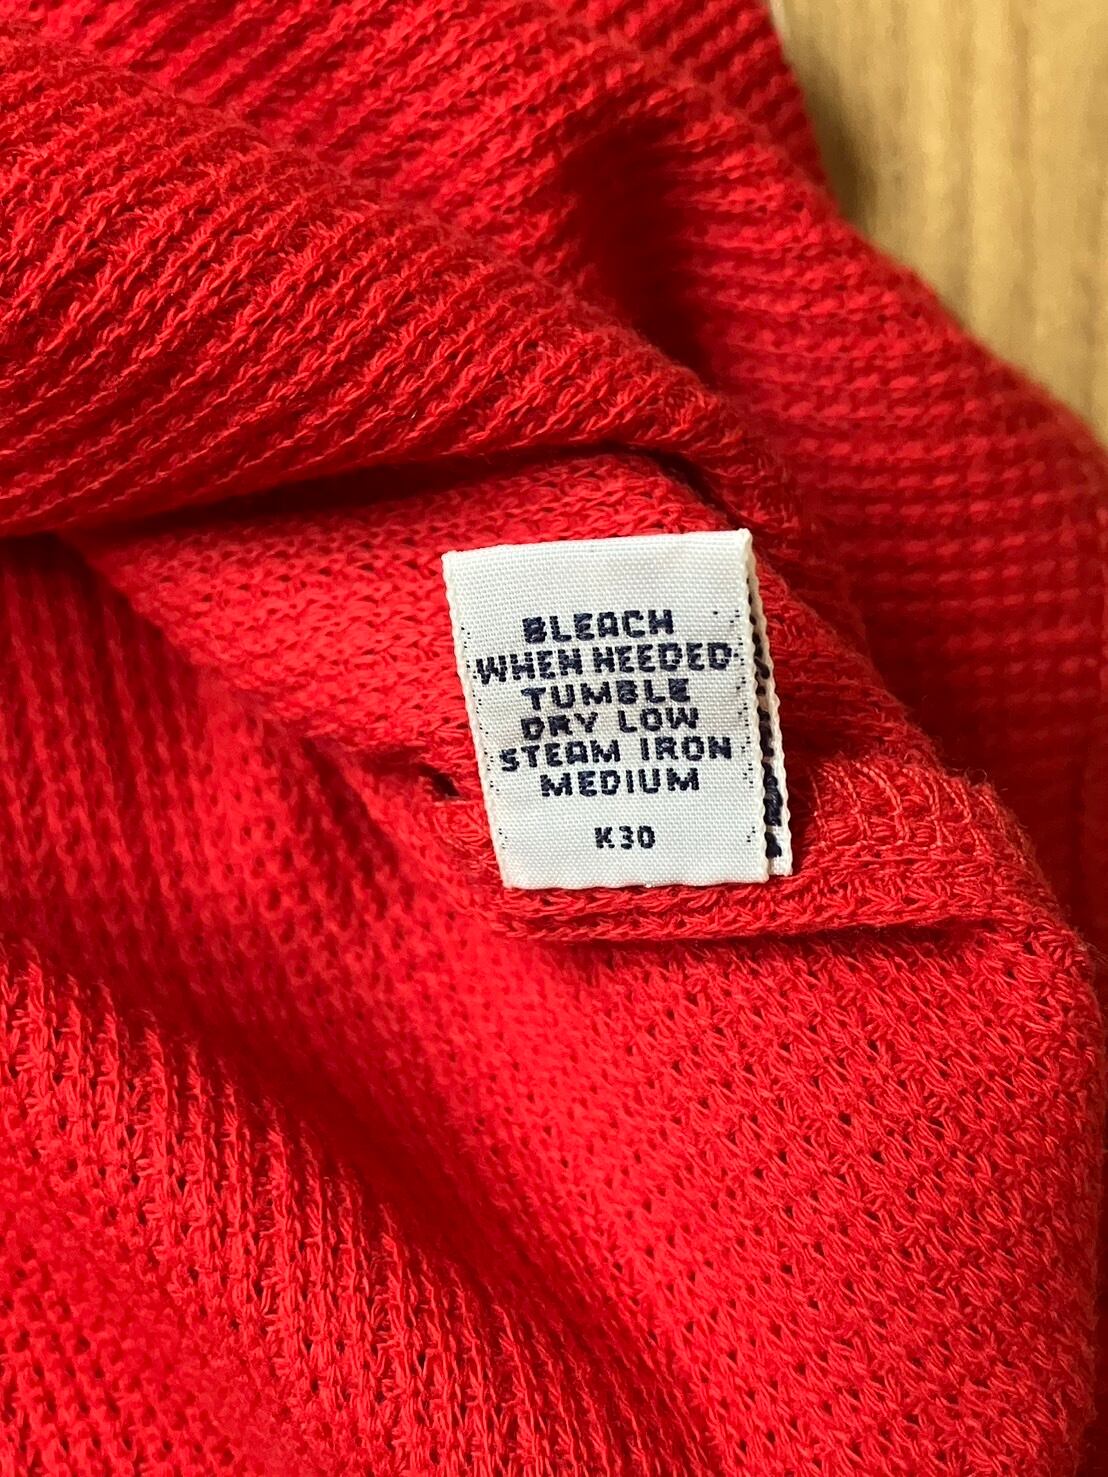 BLEACH
WHEN NEEDED
TUMBLE
DRY LOW
STEAM IRON
MEDIUM
K30